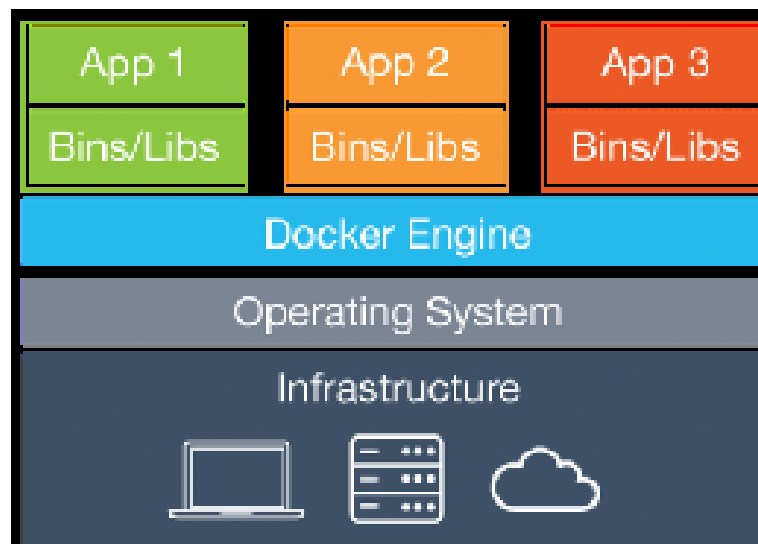 App 1
App 2
App 3
Bins/Libs
Bins/Libs
Bins/Libs
Docker Engine
Operating System
Infrastructure